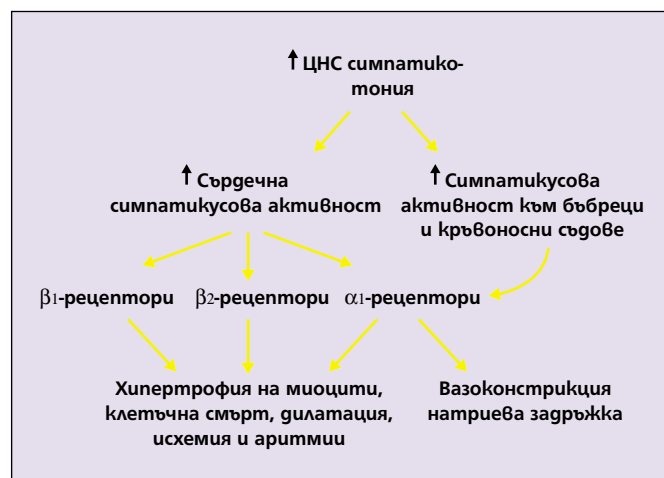 ↑ЦНС симпатико-
тония
↑Сърдечна
симпатикусова активност
↑Симпатикусова
активност към бъбреци
и кръвоносни съдове
β1-рецептори
β2-рецептори
α1-рецептори
Хипертрофия на миоцити,
клетъчна смърт, дилатация,
исхемия и аритмии
Вазоконстрикция
натриева задръжка